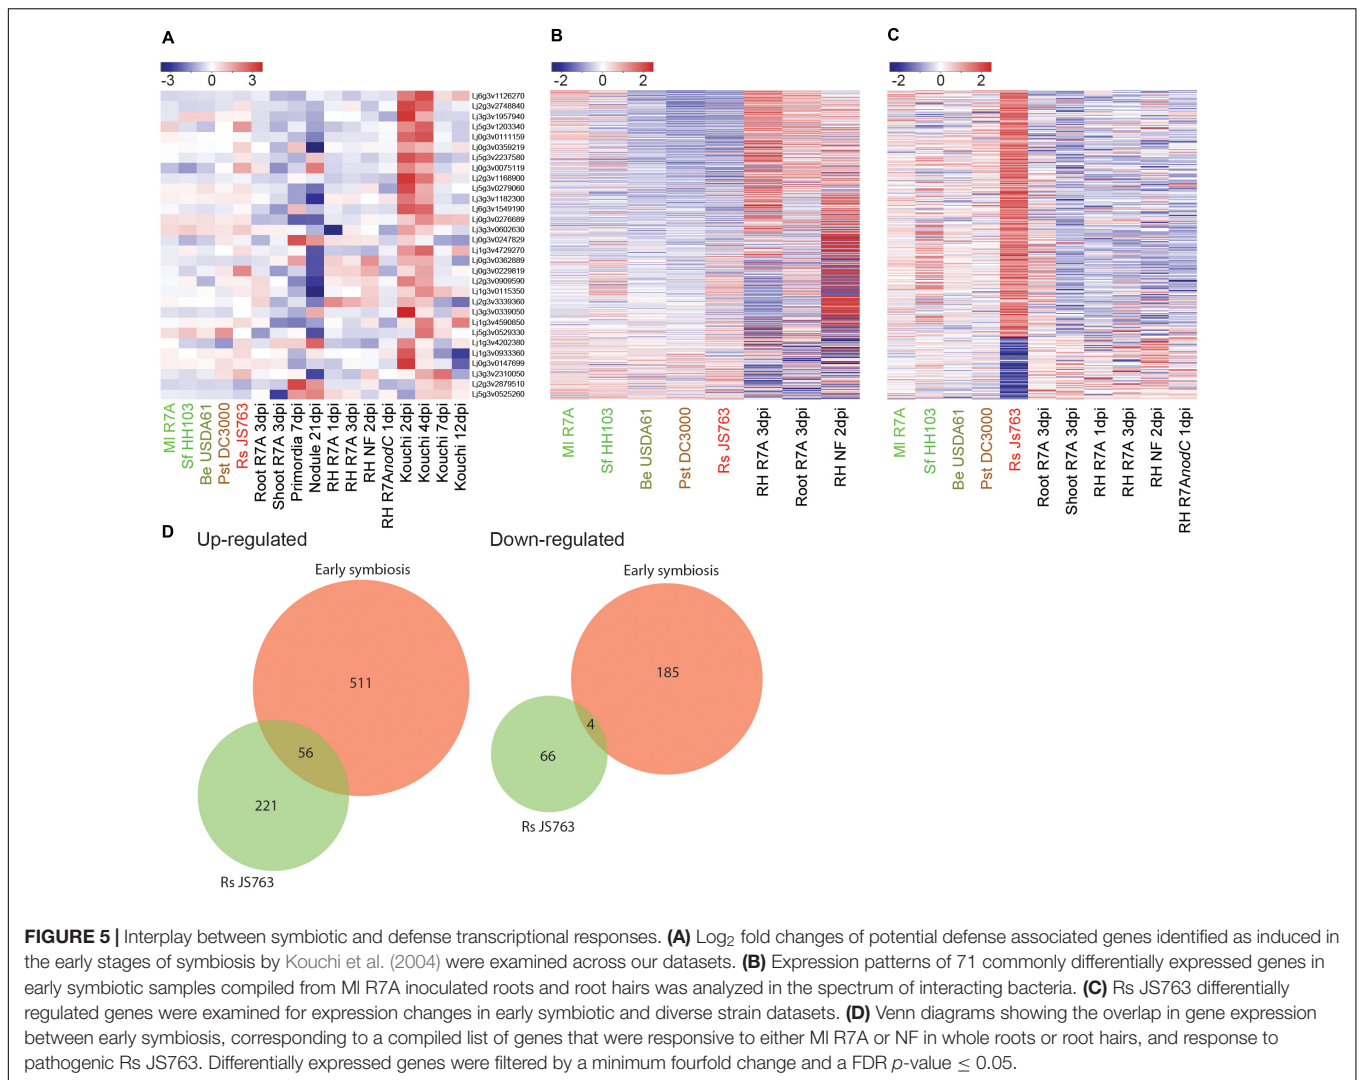 A
B
C
-3 0 3
-2 0 2
-2 0 2
Lj6g3v1126270
Lj2g3v2748840
Lj3g3v1957940
Lj5g3v1203340
Lj0g3v0111159
Lj0g3v0359219
Lj5g3v2237580
Lj0g3v0075119
Lj2g3v1168900
Lj5g3v0279060
Lj3g3v1182300
Lj6g3v1549190
Lj0g3v0276689
Lj3g3v0602630
Lj0g3v0247829
Lj1g3v4729270
Lj0g3v0362889
Lj0g3v0229819
Lj2g3v0909590
Lj1g3v0115350
Lj2g3v3339360
Lj3g3v0339050
Lj1g3v4590850
Lj5g3v0529330
Lj1g3v4202380
Lj1g3v0933360
Lj0g3v0147699
Lj3g3v2310050
Lj2g3v2879510
Lj5g3v0525260
Ml R7A
Sf HH103
Be USDA61
Pst DC3000
Rs JS763
Root R7A 3dpi
Shoot R7A 3dpi
Primordia 7dpi
Nodule 21dpi
RH R7A 1dpi
RH R7A 3dpi
RH NF 2dpi
RH R7AnodC 1dpi
Kouchi 2dpi
Kouchi 4dpi
Kouchi 7dpi
Kouchi 12dpi
Ml R7A
Sf HH103
Be USDA61
Pst DC3000
Rs JS763
RH R7A 3dpi
Root R7A 3dpi
RH NF 2dpi
Ml R7A
Sf HH103
Be USDA61
Pst DC3000
Rs Js763
Root R7A 3dpi
Shoot R7A 3dpi
RH R7A 1dpi
RH R7A 3dpi
RH NF 2dpi
RH R7AnodC 1dpi
D
Up-regulated
Down-regulated
Early symbiosis
Early symbiosis
511
185
56
4
221
66
Rs JS763
Rs JS763
FIGURE 5 | Interplay between symbiotic and defense transcriptional responses. (A) Log2 fold changes of potential defense associated genes identified as induced in
the early stages of symbiosis by Kouchi et al. (2004) were examined across our datasets. (B) Expression patterns of 71 commonly differentially expressed genes in
early symbiotic samples compiled from Ml R7A inoculated roots and root hairs was analyzed in the spectrum of interacting bacteria. (C) Rs JS763 differentially
regulated genes were examined for expression changes in early symbiotic and diverse strain datasets. (D) Venn diagrams showing the overlap in gene expression
between early symbiosis, corresponding to a compiled list of genes that were responsive to either Ml R7A or NF in whole roots or root hairs, and response to
pathogenic Rs JS763. Differentially expressed genes were filtered by a minimum fourfold change and a FDR p-value ≤ 0.05.